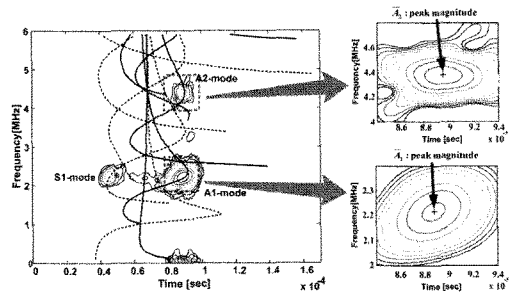 Frequency[MHz]
6
5
4
3
2
1
0
A2-mode
S1-mode
A1-mode
0 0.2 0.4 0.6 0.8 1 1.2 1.4 1.6
Time [sec]
x 10⁻⁴
A̅₂ : peak magnitude
Frequency[MHz]
4.6
4.4
4.2
4
8.6 8.8 9 9.2 9.4
Time [sec]
x 10
A̅₁ : peak magnitude
Frequency[MHz]
2.3
2.2
2.1
2
8.6 8.8 9 9.2 9.4
Time [sec]
x 10